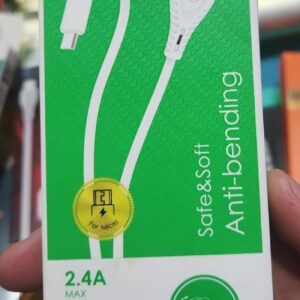 Safe&Soft
Anti-bending
For Micro
2.4A
MAX